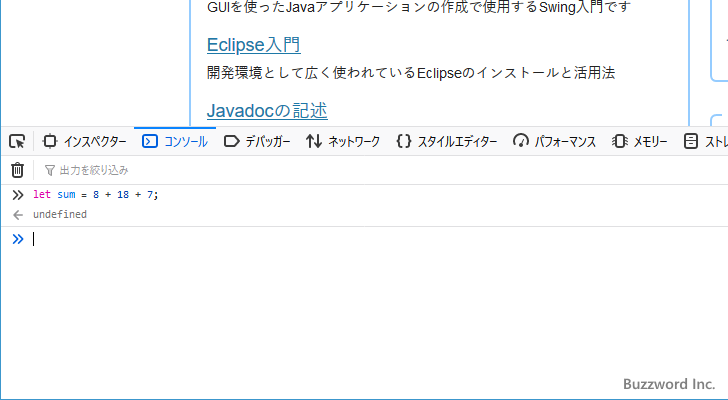 GUIを使ったJavaアプリケーションの作成で使用するSwing入門です
Eclipse入門
開発環境として広く使われているEclipseのインストールと活用法
Javadocの記述
インスペクター コンソール デバッガー ネットワーク スタイルエディター パフォーマンス メモリー ストレ
出力を絞り込み
let sum = 8 + 18 + 7;
undefined
Buzzword Inc.